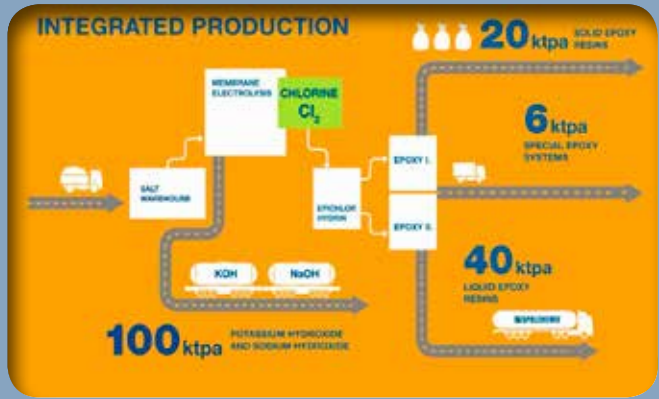 INTEGRATED PRODUCTION
20 ktpa
SOLID EPOXY
RESINS
MEMBRANE
ELECTROLYSIS
CHLORINE
Cl2
6 ktpa
SPECIAL EPOXY
SYSTEMS
EPOXY I.
SALT
WAREHOUSE
EPICHLOR
HYDRIN
EPOXY II.
40 ktpa
LIQUID EPOXY
RESINS
KOH
NaOH
100 ktpa
POTASSIUM HYDROXIDE
AND SODIUM HYDROXIDE